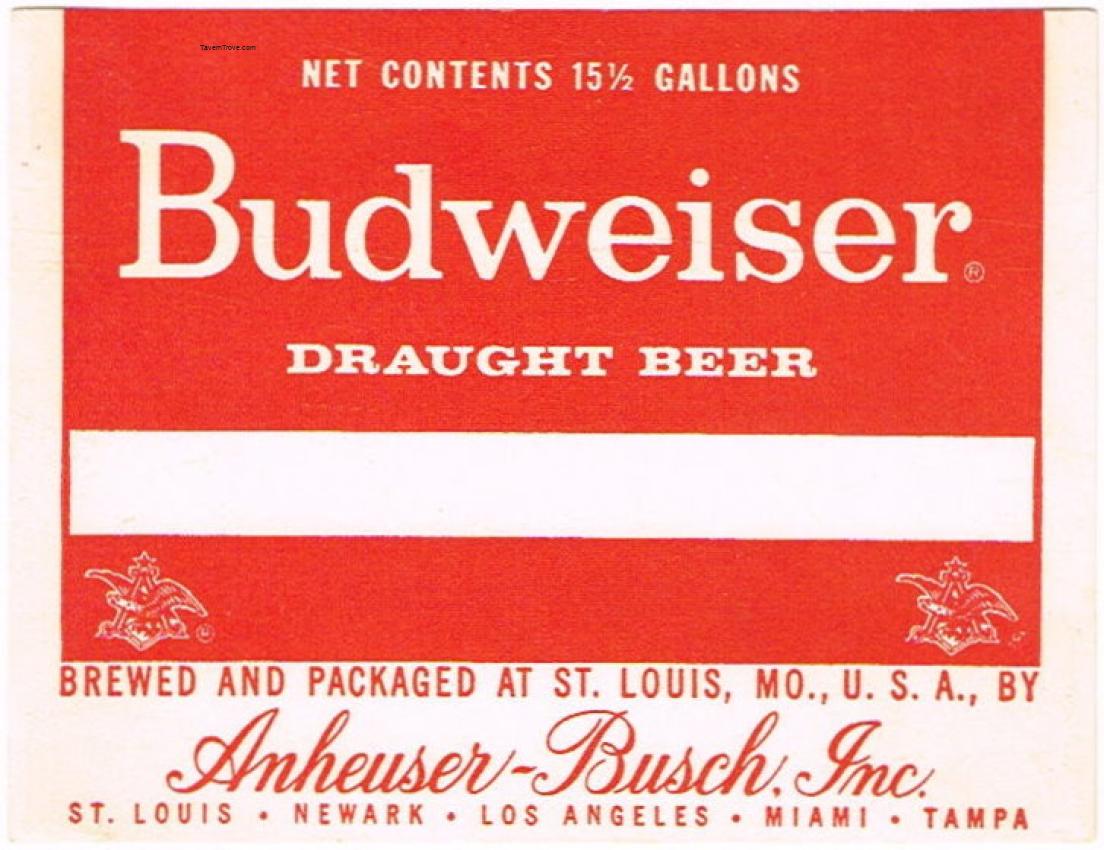 TavernTrove.com
NET CONTENTS 15½ GALLONS
Budweiser®
DRAUGHT BEER
BREWED AND PACKAGED AT ST. LOUIS, MO., U. S. A., BY
Anheuser-Busch, Inc.
ST. LOUIS • NEWARK • LOS ANGELES • MIAMI • TAMPA